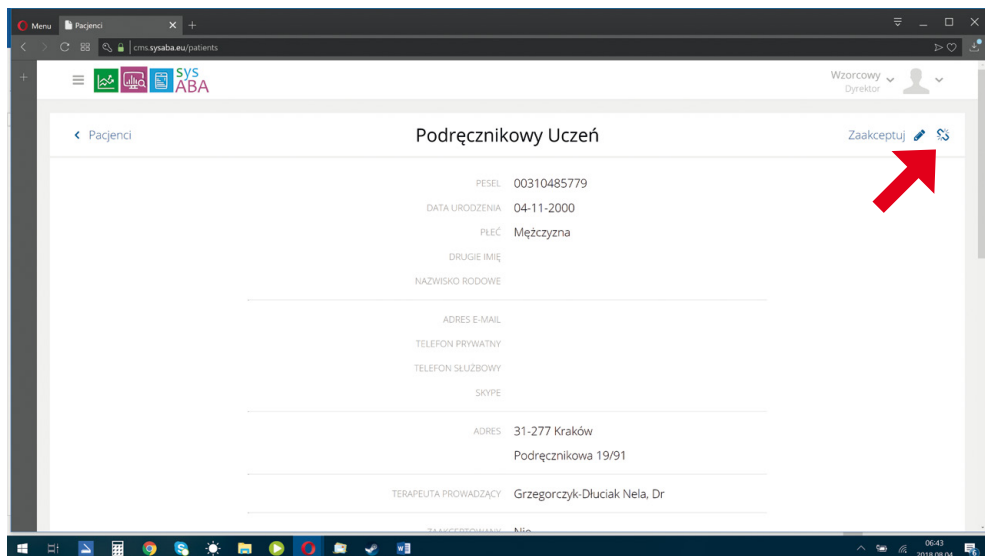 Menu Pacjenci
cms.sysaba.eu/patients
sys
ABA
Wzorcowy
Dyrektor
Pacjenci
Podręcznikowy Uczeń
Zaakceptuj
PESEL 00310485779
DATA URODZENIA 04-11-2000
PŁEĆ Mężczyzna
DRUGIE IMIĘ
NAZWISKO RODOWE
ADRES E-MAIL
TELEFON PRYWATNY
TELEFON SŁUŻBOWY
SKYPE
ADRES 31-277 Kraków
Podręcznikowa 19/91
TERAPEUTA PROWADZĄCY Grzegorczyk-Dłuciak Nela, Dr
ZAAKCEPTOWANY Nie
06:43
2018.08.04